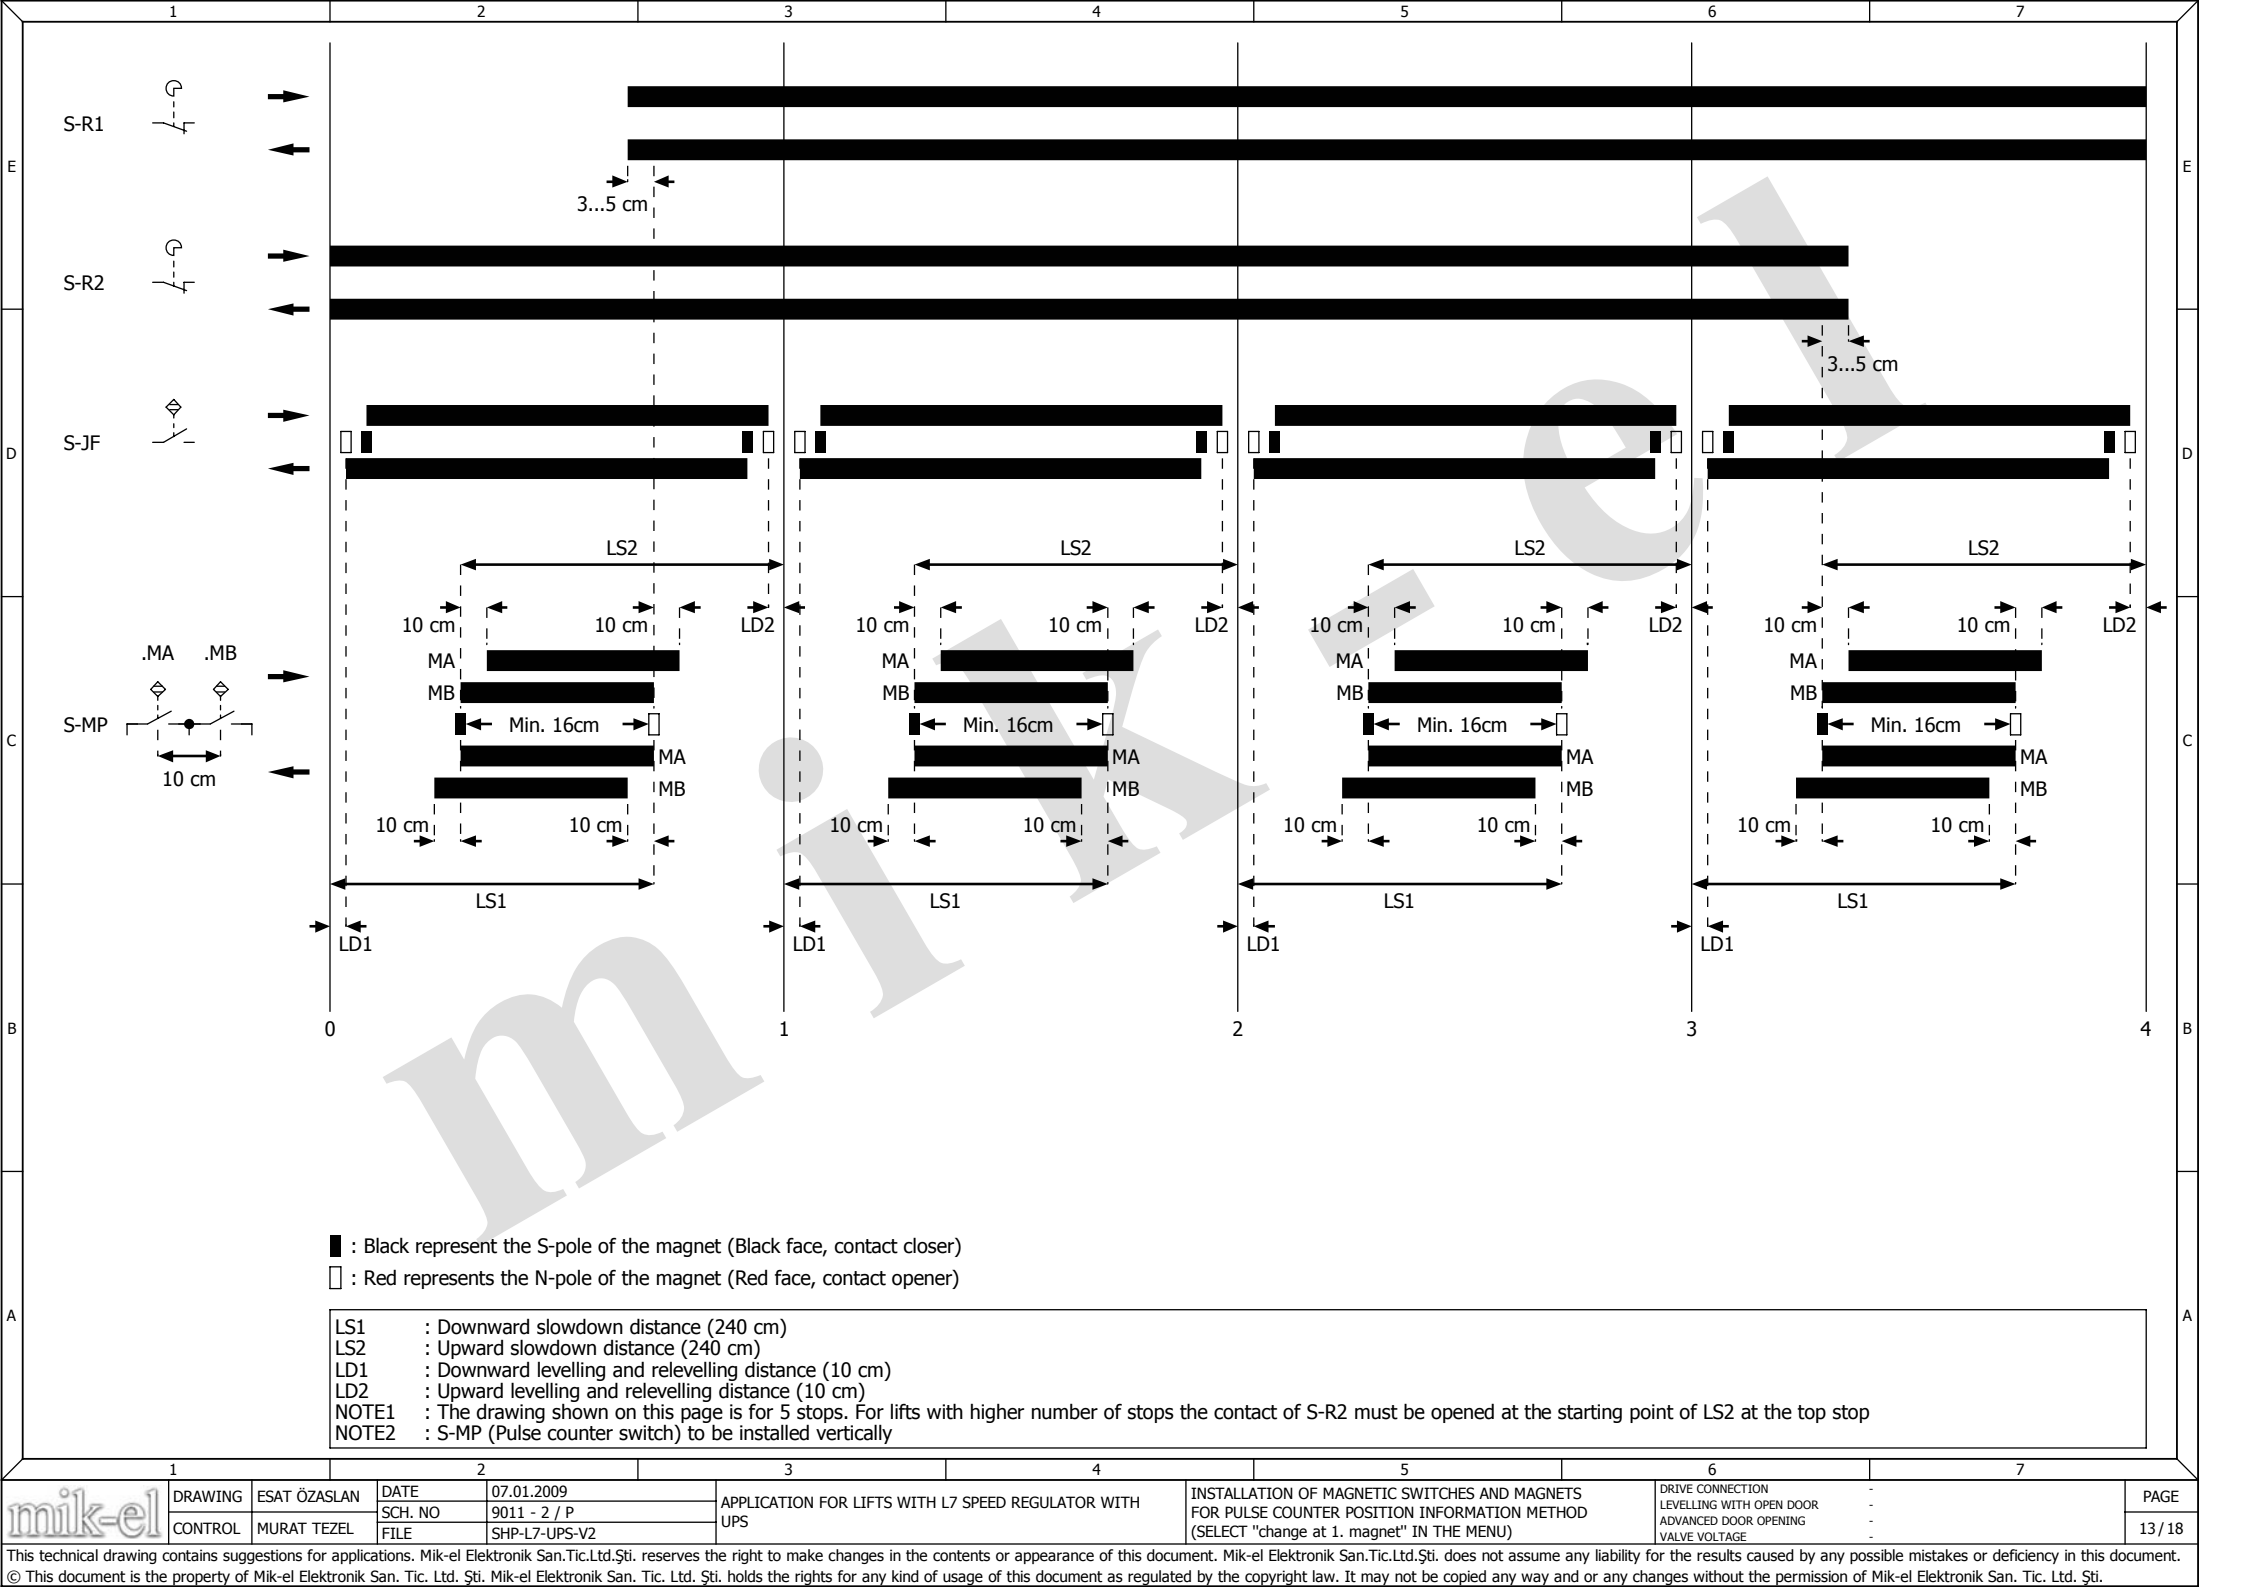 1 2 3 4 5 6 7
E E
D D
C C
B B
A A
S-R1
3...5 cm
S-R2
3...5 cm
S-JF
LS2 LS2 LS2 LS2
10 cm 10 cm LD2 10 cm 10 cm LD2 10 cm 10 cm LD2 10 cm 10 cm LD2
.MA .MB
MA MA MA MA
MB MB MB MB
S-MP
Min. 16cm Min. 16cm Min. 16cm Min. 16cm
MA MA MA MA
10 cm
MB MB MB MB
10 cm 10 cm 10 cm 10 cm 10 cm 10 cm 10 cm 10 cm
LS1 LS1 LS1 LS1
LD1 LD1 LD1 LD1
0 1 2 3 4
mik-el
: Black represent the S-pole of the magnet (Black face, contact closer)
: Red represents the N-pole of the magnet (Red face, contact opener)
LS1 : Downward slowdown distance (240 cm)
LS2 : Upward slowdown distance (240 cm)
LD1 : Downward levelling and relevelling distance (10 cm)
LD2 : Upward levelling and relevelling distance (10 cm)
NOTE1 : The drawing shown on this page is for 5 stops. For lifts with higher number of stops the contact of S-R2 must be opened at the starting point of LS2 at the top stop
NOTE2 : S-MP (Pulse counter switch) to be installed vertically
1 2 3 4 5 6 7
mik-el
DRAWING ESAT ÖZASLAN
CONTROL MURAT TEZEL
DATE 07.01.2009
SCH. NO 9011 - 2 / P
FILE SHP-L7-UPS-V2
APPLICATION FOR LIFTS WITH L7 SPEED REGULATOR WITH
UPS
INSTALLATION OF MAGNETIC SWITCHES AND MAGNETS
FOR PULSE COUNTER POSITION INFORMATION METHOD
(SELECT "change at 1. magnet" IN THE MENU)
DRIVE CONNECTION -
LEVELLING WITH OPEN DOOR -
ADVANCED DOOR OPENING -
VALVE VOLTAGE -
PAGE
13/18
This technical drawing contains suggestions for applications. Mik-el Elektronik San.Tic.Ltd.Şti. reserves the right to make changes in the contents or appearance of this document. Mik-el Elektronik San.Tic.Ltd.Şti. does not assume any liability for the results caused by any possible mistakes or deficiency in this document.
© This document is the property of Mik-el Elektronik San. Tic. Ltd. Şti. Mik-el Elektronik San. Tic. Ltd. Şti. holds the rights for any kind of usage of this document as regulated by the copyright law. It may not be copied any way and or any changes without the permission of Mik-el Elektronik San. Tic. Ltd. Şti.